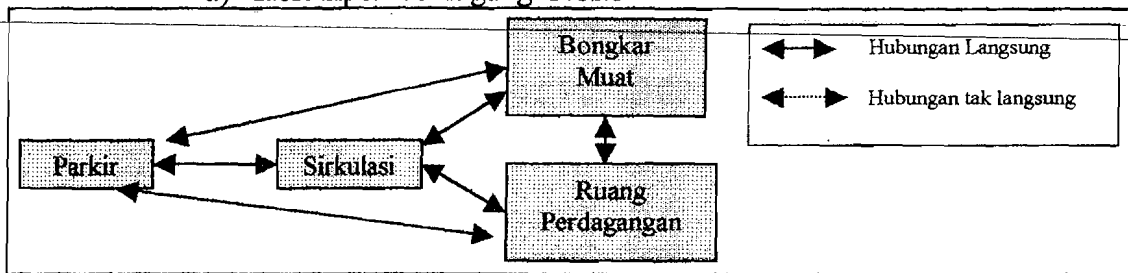 Bongkar
Muat
Hubungan Langsung
Hubungan tak langsung
Parkir
Sirkulasi
Ruang
Perdagangan